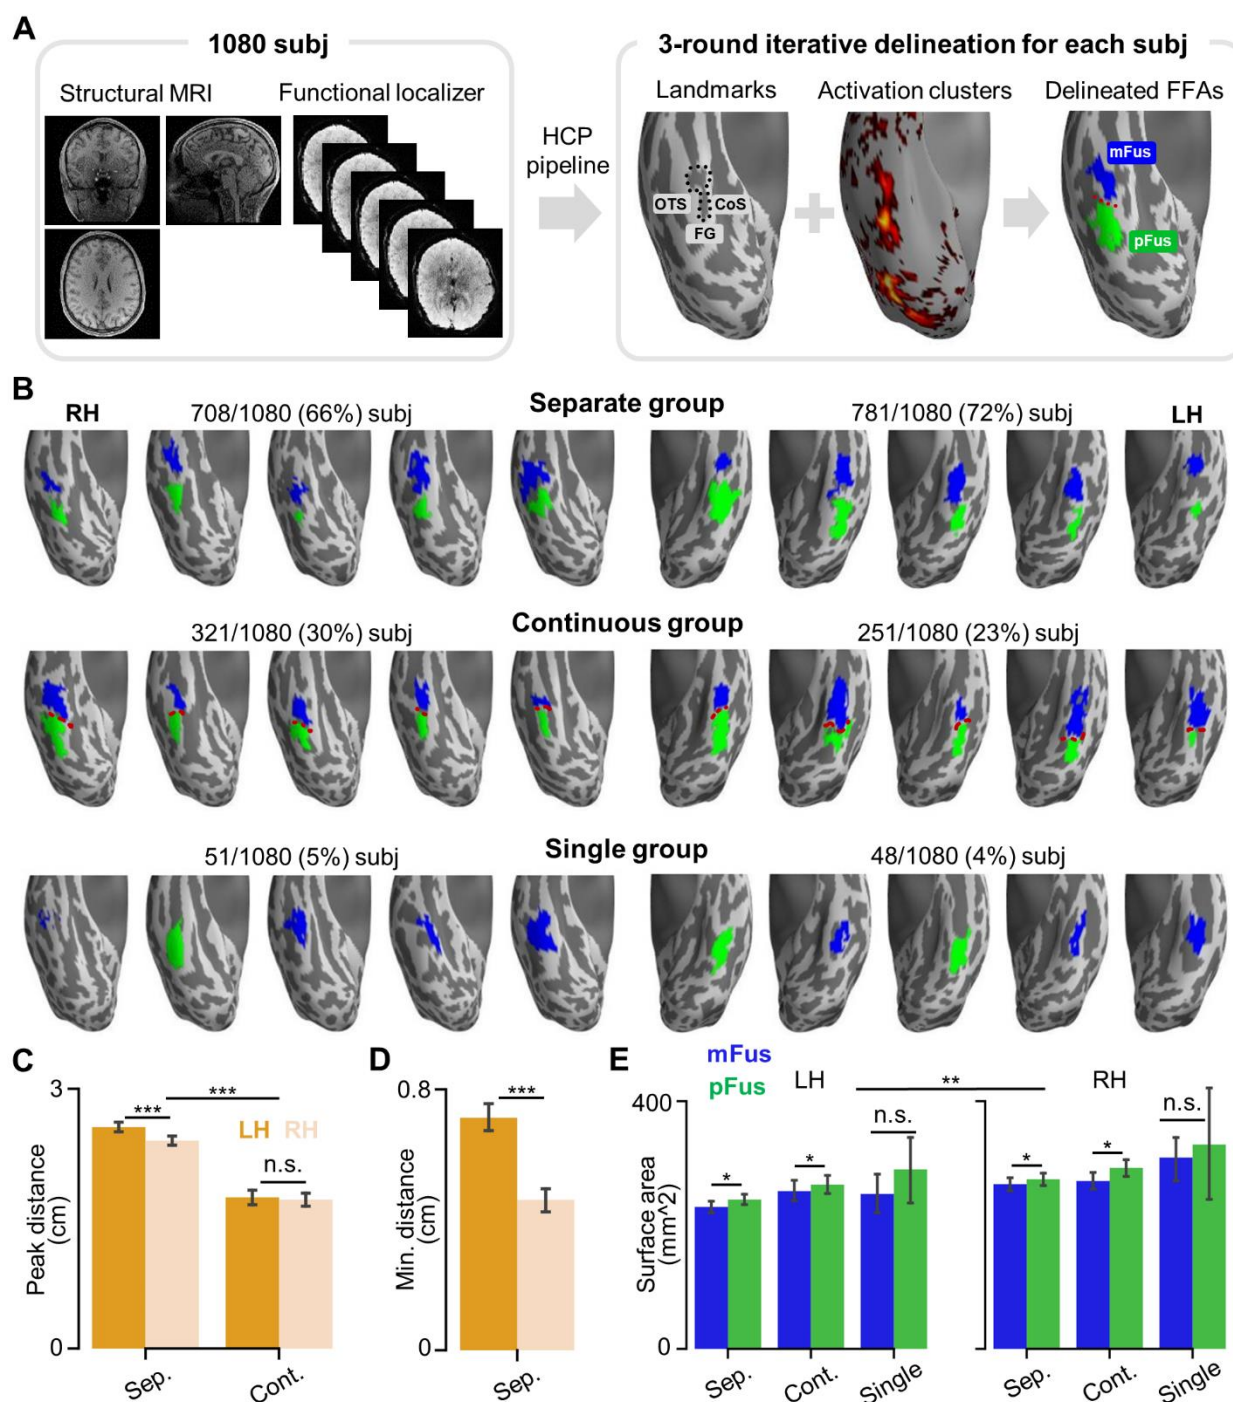 A
1080 subj
3-round iterative delineation for each subj
Structural MRI
Functional localizer
HCP
pipeline
Landmarks
Activation clusters
Delineated FFAs
OTS
CoS
FG
mFus
pFus
B
RH
708/1080 (66%) subj
Separate group
781/1080 (72%) subj
LH
Continuous group
321/1080 (30%) subj
251/1080 (23%) subj
Single group
51/1080 (5%) subj
48/1080 (4%) subj
C
3
Peak distance
(cm)
0
***
***
LH RH
n.s.
Sep.
Cont.
D
0.8
Min. distance
(cm)
0
***
Sep.
E
mFus
pFus
LH
**
RH
400
Surface area
(mm^2)
0
*
*
n.s.
*
*
n.s.
Sep.
Cont.
Single
Sep.
Cont.
Single